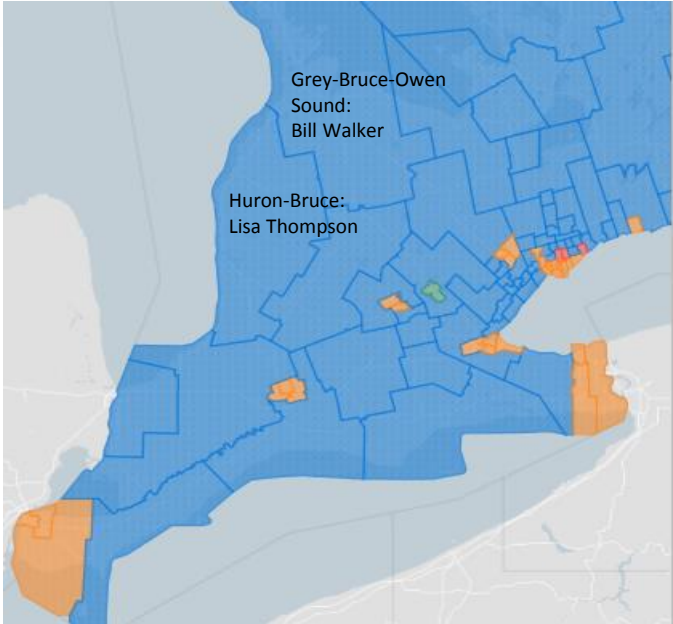 Grey-Bruce-Owen
Sound:
Bill Walker
Huron-Bruce:
Lisa Thompson